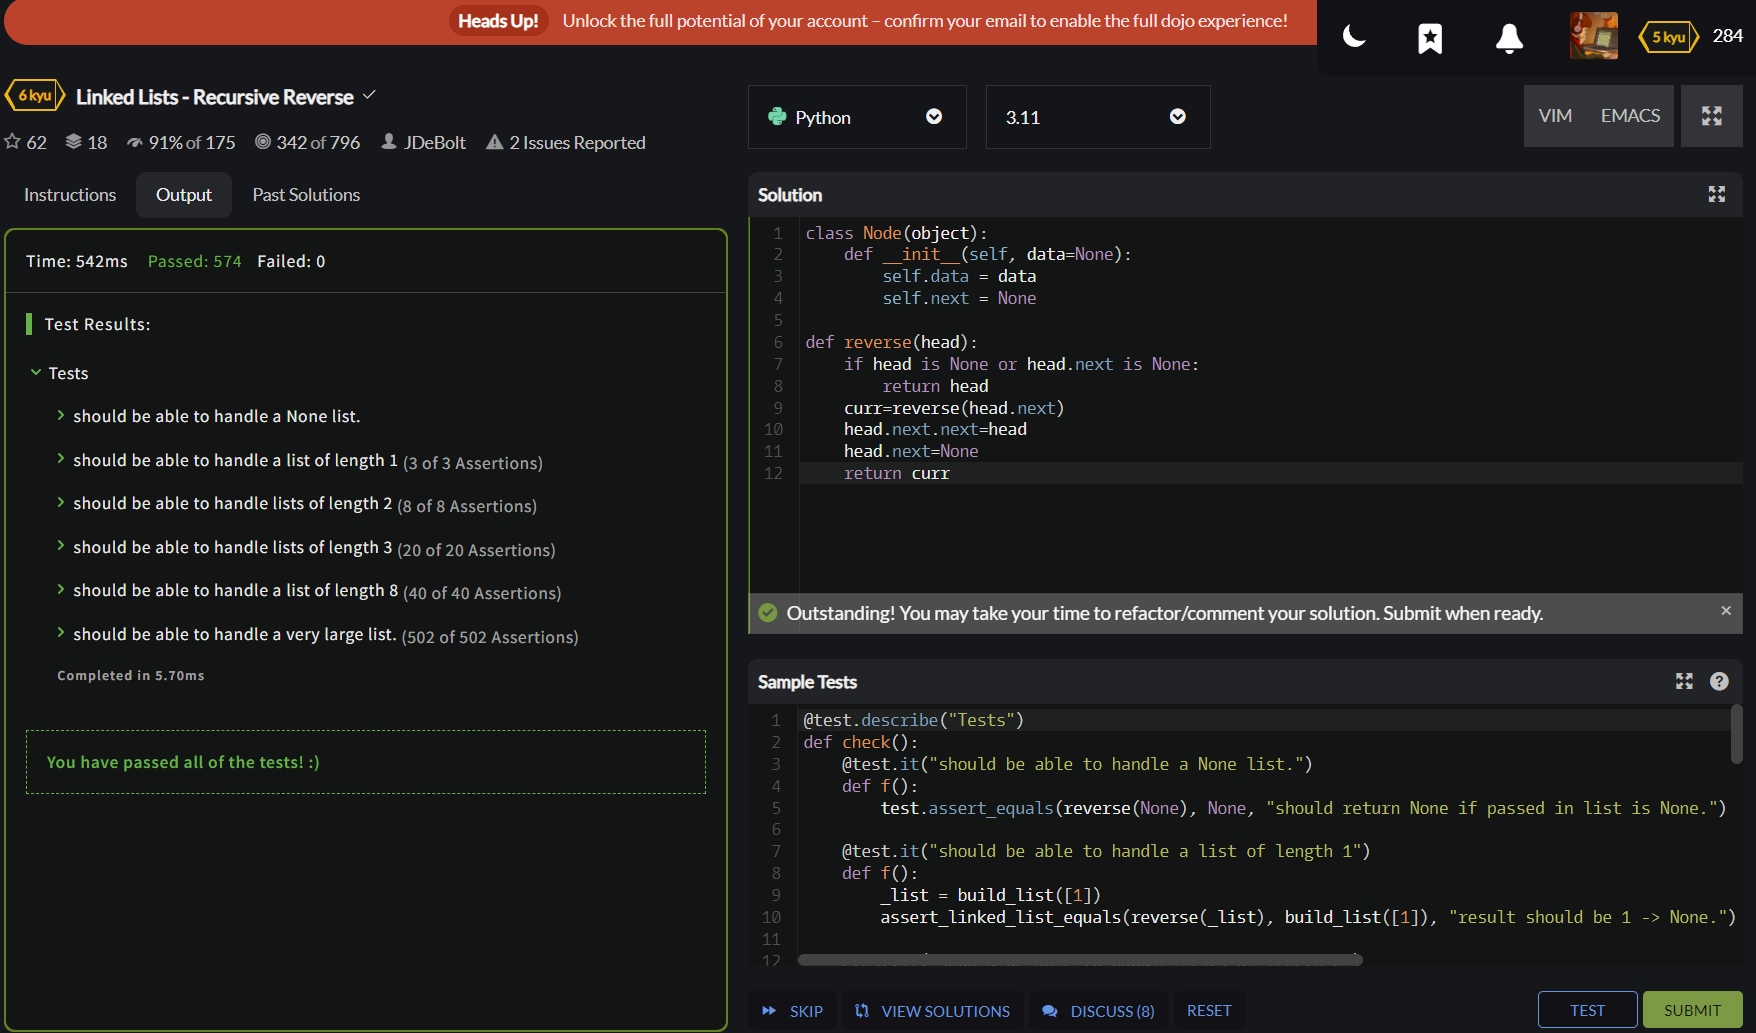 Heads Up! Unlock the full potential of your account – confirm your email to enable the full dojo experience!
5 kyu 284
6 kyu Linked Lists - Recursive Reverse
62 18 91% of 175 342 of 796 JDeBolt 2 Issues Reported
Instructions Output Past Solutions
Time: 542ms Passed: 574 Failed: 0
Test Results:
Tests
should be able to handle a None list.
should be able to handle a list of length 1 (3 of 3 Assertions)
should be able to handle lists of length 2 (8 of 8 Assertions)
should be able to handle lists of length 3 (20 of 20 Assertions)
should be able to handle a list of length 8 (40 of 40 Assertions)
should be able to handle a very large list. (502 of 502 Assertions)
Completed in 5.70ms
You have passed all of the tests! :)
Python 3.11 VIM EMACS
Solution
1 class Node(object):
2     def __init__(self, data=None):
3         self.data = data
4         self.next = None
5
6 def reverse(head):
7     if head is None or head.next is None:
8         return head
9     curr=reverse(head.next)
10     head.next.next=head
11     head.next=None
12     return curr
Outstanding! You may take your time to refactor/comment your solution. Submit when ready. ×
Sample Tests ?
1 @test.describe("Tests")
2 def check():
3     @test.it("should be able to handle a None list.")
4     def f():
5         test.assert_equals(reverse(None), None, "should return None if passed in list is None.")
6
7     @test.it("should be able to handle a list of length 1")
8     def f():
9         _list = build_list([1])
10         assert_linked_list_equals(reverse(_list), build_list([1]), "result should be 1 -> None.")
11
12
SKIP VIEW SOLUTIONS DISCUSS (8) RESET TEST SUBMIT